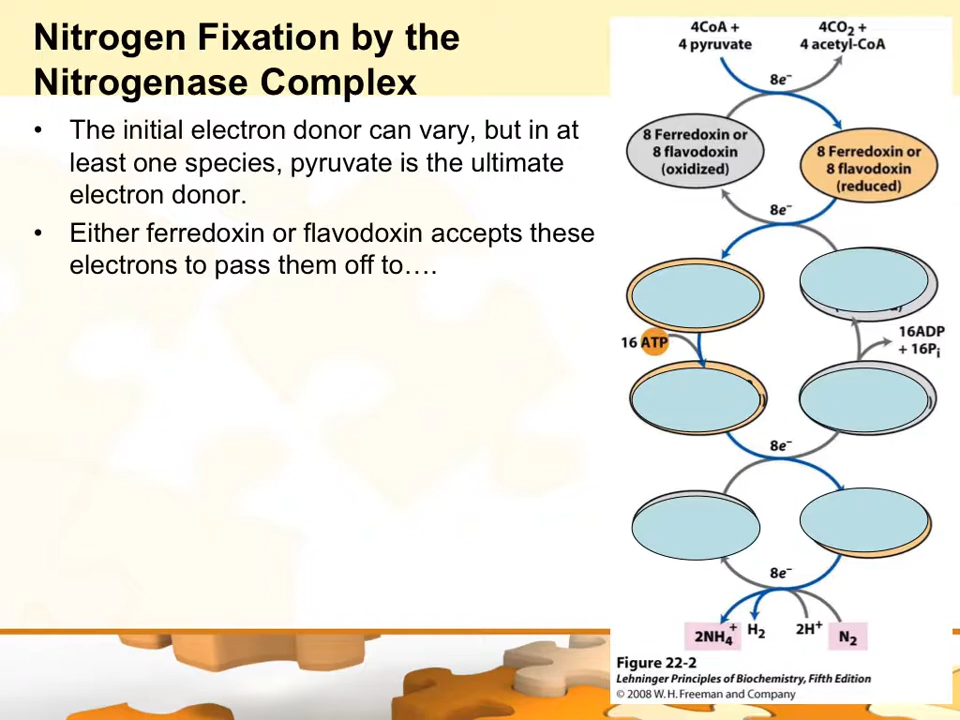 Nitrogen Fixation by the
Nitrogenase Complex
• The initial electron donor can vary, but in at
least one species, pyruvate is the ultimate
electron donor.
• Either ferredoxin or flavodoxin accepts these
electrons to pass them off to….
4CoA +
4 pyruvate
4CO₂ +
4 acetyl-CoA
8e⁻
8 Ferredoxin or
8 flavodoxin
(oxidized)
8 Ferredoxin or
8 flavodoxin
(reduced)
8e⁻
16 ATP
16ADP
+ 16Pᵢ
8e⁻
8e⁻
2NH₄⁺
H₂
2H⁺
N₂
Figure 22-2
Lehninger Principles of Biochemistry, Fifth Edition
© 2008 W. H. Freeman and Company